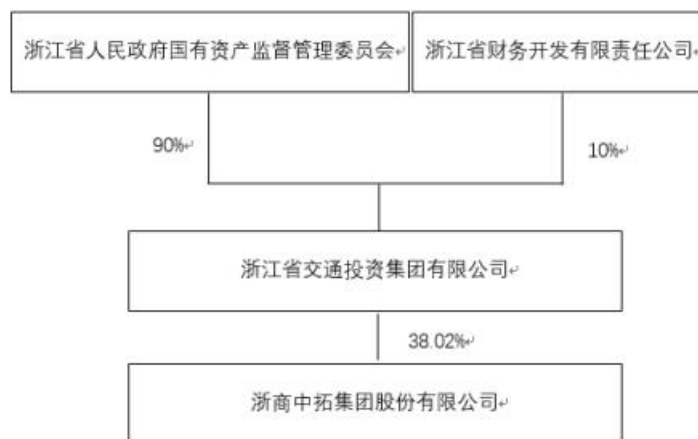 浙江省人民政府国有资产监督管理委员会
浙江省财务开发有限责任公司
90%
10%
浙江省交通投资集团有限公司
38.02%
浙商中拓集团股份有限公司